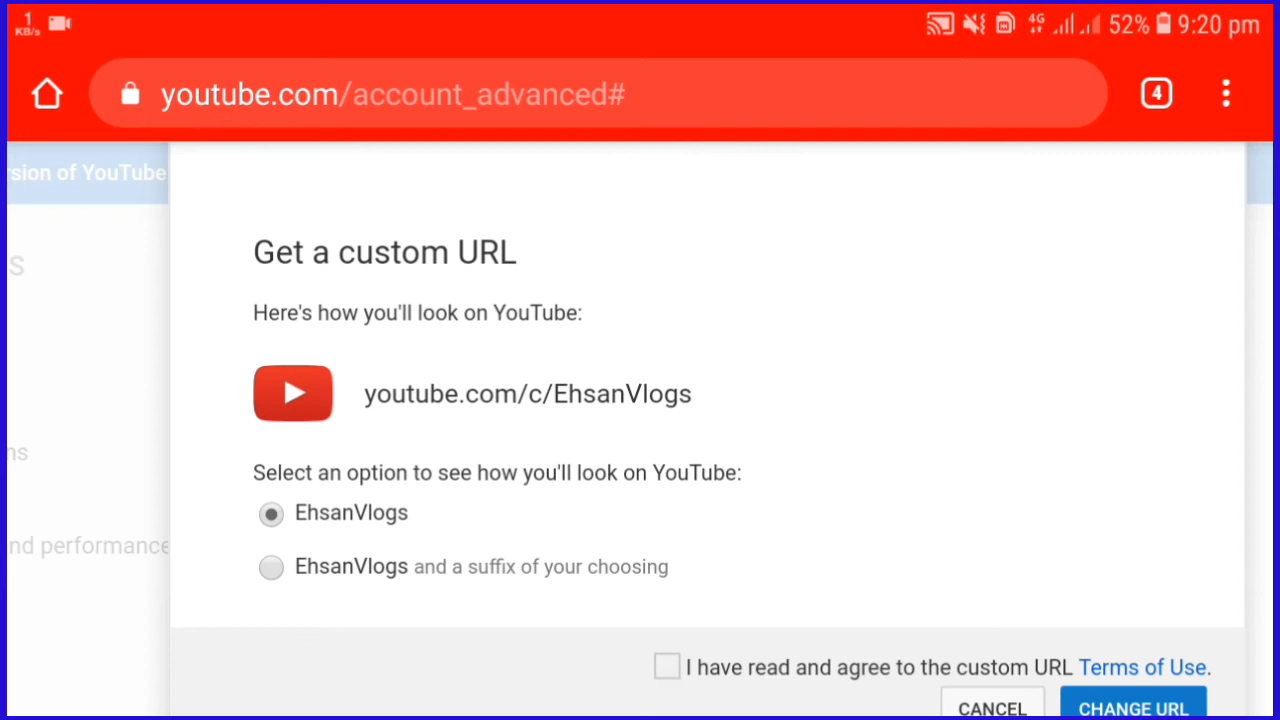 1
KB/s
4G 52% 9:20 pm
youtube.com/account_advanced#
4
rsion of YouTube
s
Get a custom URL
Here's how you'll look on YouTube:
youtube.com/c/EhsanVlogs
ns
Select an option to see how you'll look on YouTube:
EhsanVlogs
nd performance
EhsanVlogs and a suffix of your choosing
I have read and agree to the custom URL Terms of Use.
CANCEL CHANGE URL